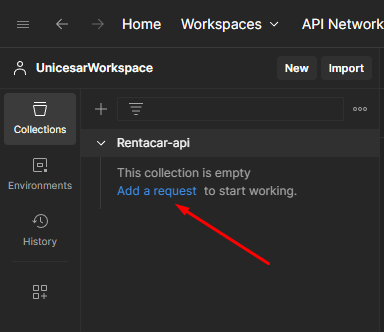 Home Workspaces API Network
UnicesarWorkspace New Import
Collections
Rentacar-api
This collection is empty
Add a request to start working.
Environments
History